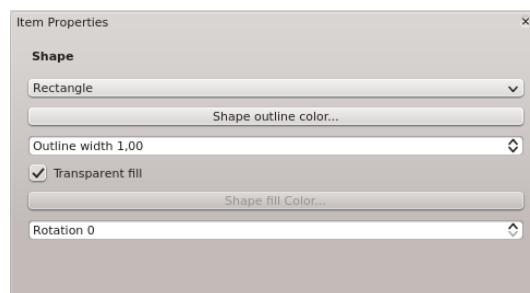 Item Properties
Shape
Rectangle
Shape outline color...
Outline width 1,00
Transparent fill
Shape fill Color...
Rotation 0